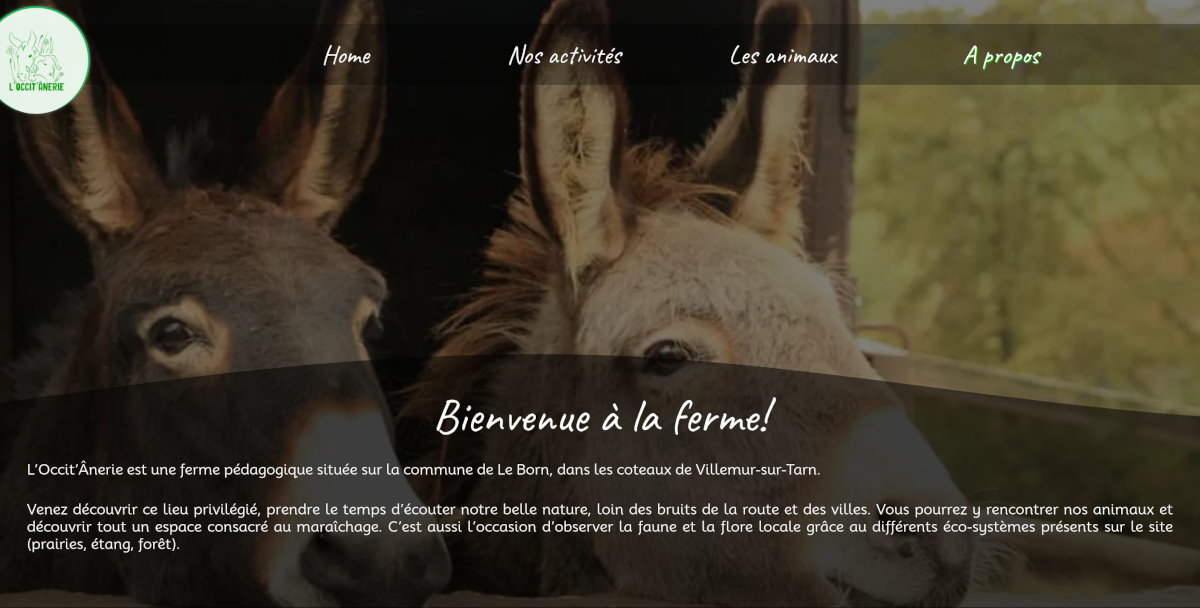 Home
Nos activités
Les animaux
A propos
L'OCCIT'ÂNERIE
Bienvenue à la ferme!
L'Occit'Ânerie est une ferme pédagogique située sur la commune de Le Born, dans les coteaux de Villemur-sur-Tarn.
Venez découvrir ce lieu privilégié, prendre le temps d'écouter notre belle nature, loin des bruits de la route et des villes. Vous pourrez y rencontrer nos animaux et
découvrir tout un espace consacré au maraîchage. C'est aussi l'occasion d'observer la faune et la flore locale grâce au différents éco-systèmes présents sur le site
(prairies, étang, forêt).